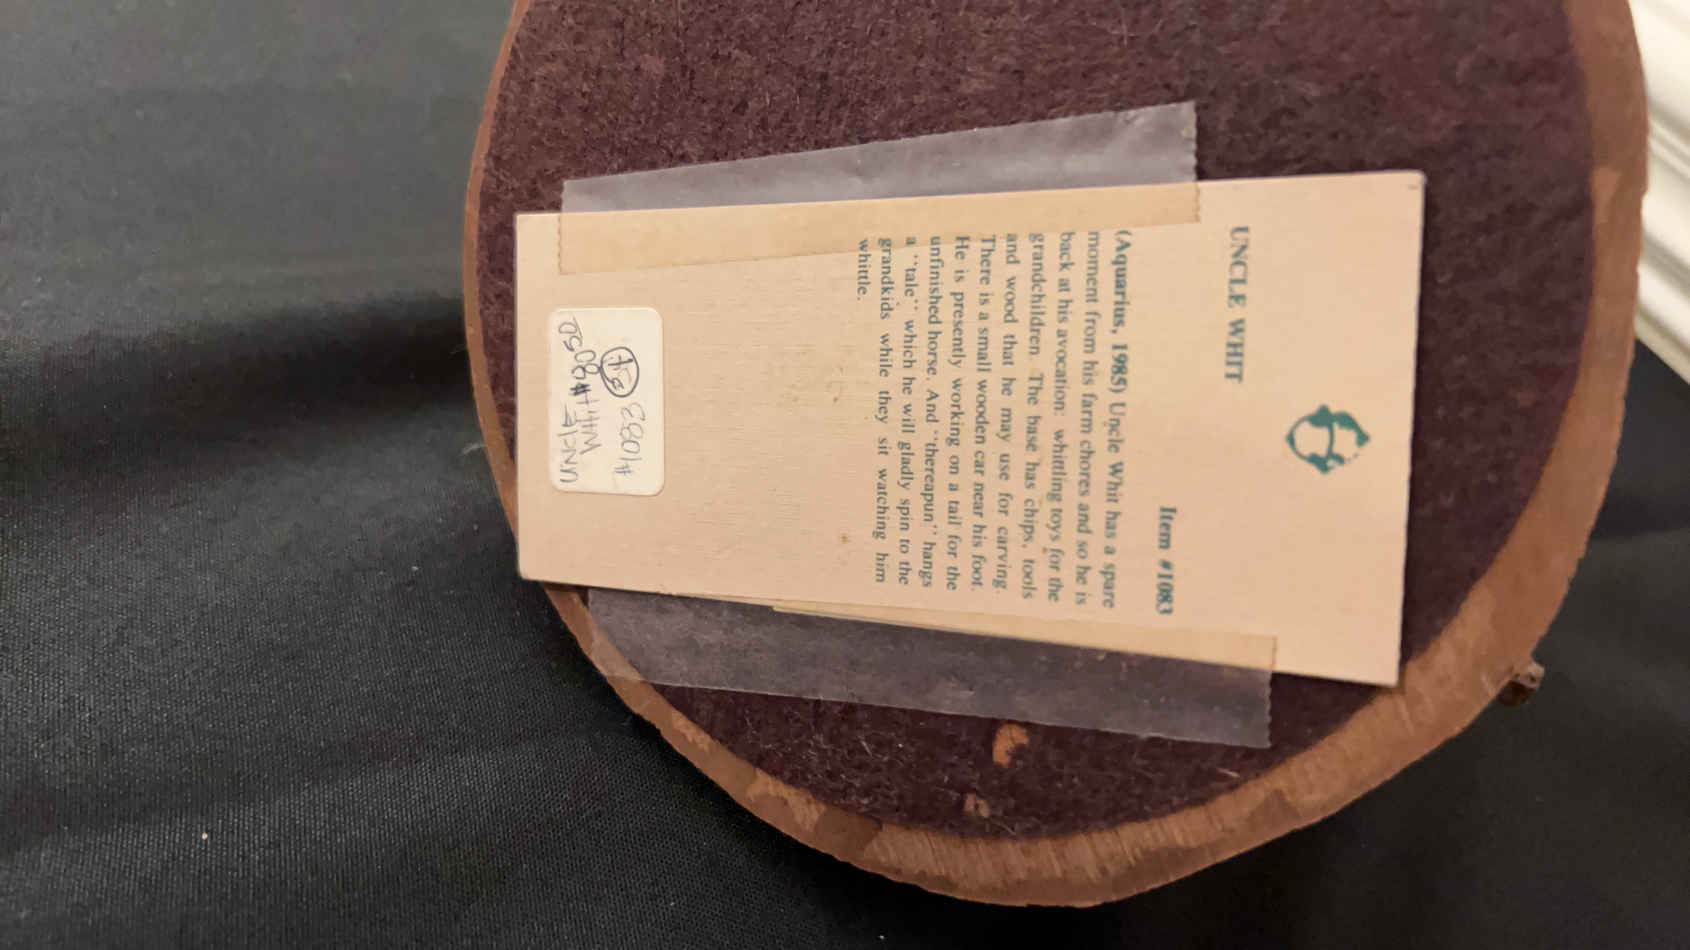 UNCLE WHIT
Item #1083
(Aquarius, 1985) Uncle Whit has a spare
moment from his farm chores and so he is
back at his avocation: whittling toys for the
grandchildren. The base has chips, tools
and wood that he may use for carving.
There is a small wooden car near his foot.
He is presently working on a tail for the
unfinished horse. And "thereapun" hangs
a "tale" which he will gladly spin to the
grandkids while they sit watching him
whittle.
UNCLE
Whit #80.50
#1083